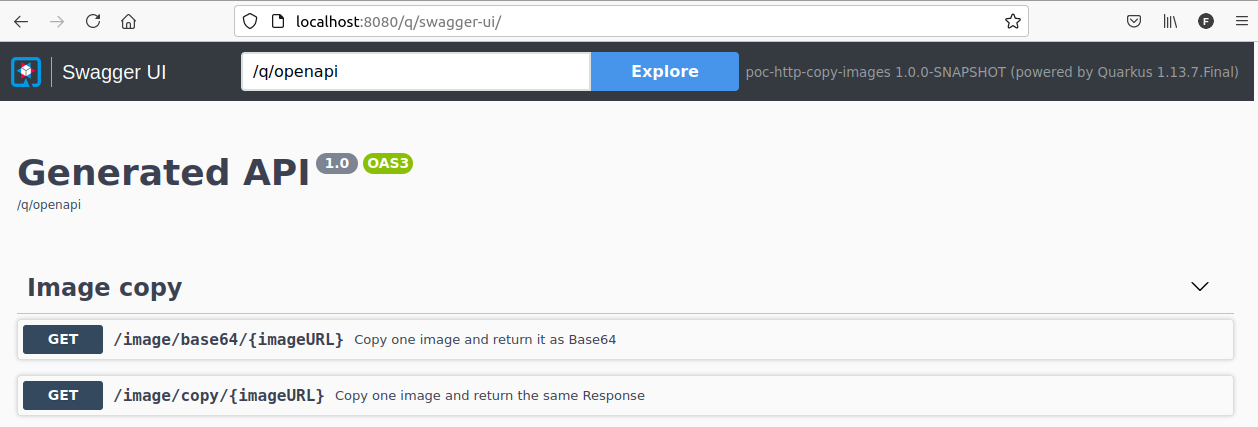 localhost:8080/q/swagger-ui/
F
Swagger UI
/q/openapi
Explore
poc-http-copy-images 1.0.0-SNAPSHOT (powered by Quarkus 1.13.7.Final)
Generated API 1.0 OAS3
/q/openapi
Image copy
GET /image/base64/{imageURL} Copy one image and return it as Base64
GET /image/copy/{imageURL} Copy one image and return the same Response